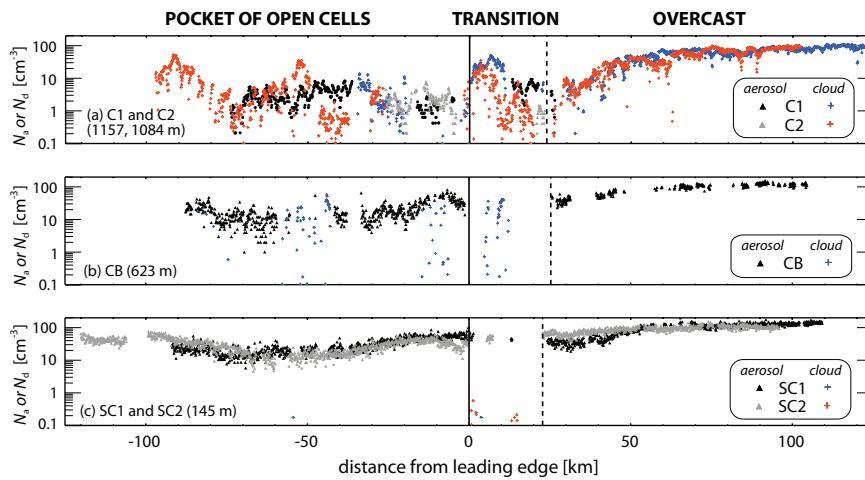 POCKET OF OPEN CELLS TRANSITION OVERCAST
Na or Nd [cm-3]
100
10
1
0.1
(a) C1 and C2
(1157, 1084 m)
aerosol cloud
C1
C2
Na or Nd [cm-3]
100
10
1
0.1
(b) CB (623 m)
aerosol cloud
CB
Na or Nd [cm-3]
100
10
1
0.1
(c) SC1 and SC2 (145 m)
aerosol cloud
SC1
SC2
-100 -50 0 50 100
distance from leading edge [km]